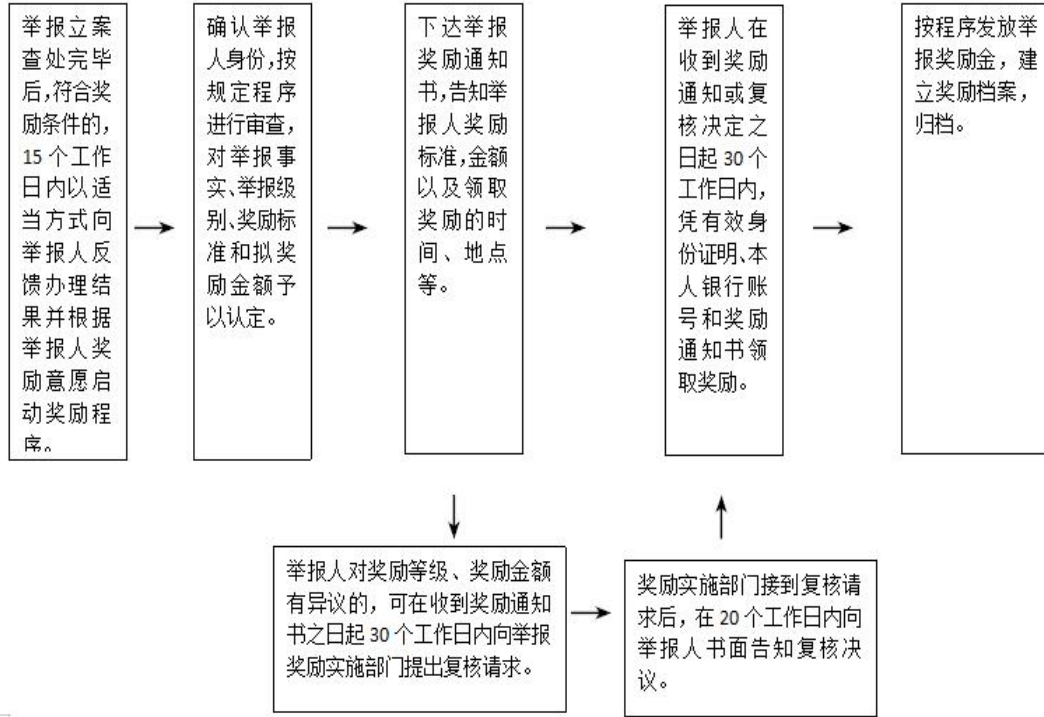 举报立案
查处完毕
后,符合奖
励条件的,
15 个工作
日内以适
当方式向
举报人反
馈办理结
果并根据
举报人奖
励意愿启
动奖励程
序。
确认举报
人身份,按
规定程序
进行审查,
对举报事
实、举报级
别、奖励标
准和拟奖
励金额予
以认定。
下达举报
奖励通知
书,告知举
报人奖励
标准,金额
以及领取
奖励的时
间、地点
等。
举报人在
收到奖励
通知或复
核决定之
日起 30 个
工作日内,
凭有效身
份证明、本
人银行账
号和奖励
通知书领
取奖励。
按程序发放举
报奖励金，建
立奖励档案，
归档。
举报人对奖励等级、奖励金额
有异议的，可在收到奖励通知
书之日起 30 个工作日内向举报
奖励实施部门提出复核请求。
奖励实施部门接到复核请
求后，在 20 个工作日内向
举报人书面告知复核决
议。